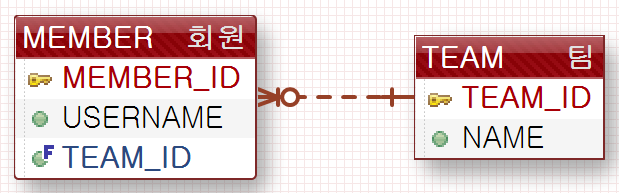 MEMBER 회원
MEMBER_ID
USERNAME
TEAM_ID
TEAM 팀
TEAM_ID
NAME